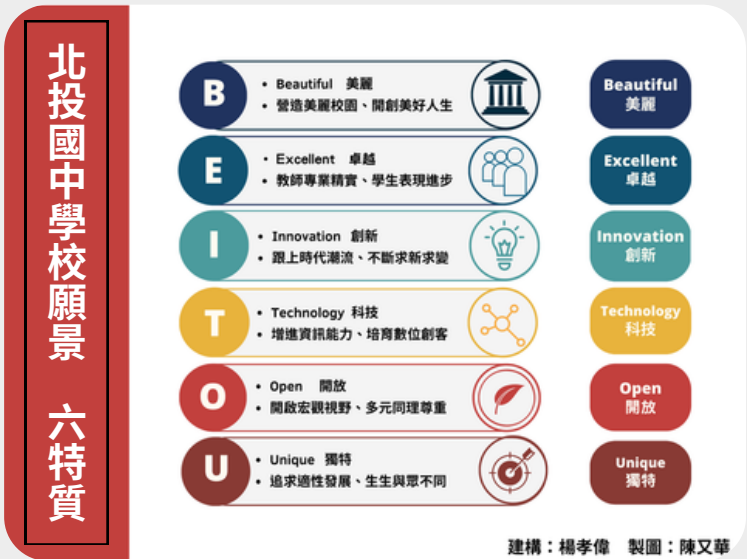 北投國中學校願景 六特質
B
• Beautiful 美麗
• 營造美麗校園、開創美好人生
Beautiful
美麗
E
• Excellent 卓越
• 教師專業精實、學生表現進步
Excellent
卓越
I
• Innovation 創新
• 跟上時代潮流、不斷求新求變
Innovation
創新
T
• Technology 科技
• 增進資訊能力、培育數位創客
Technology
科技
O
• Open 開放
• 開啟宏觀視野、多元同理尊重
Open
開放
U
• Unique 獨特
• 追求適性發展、生生與眾不同
Unique
獨特
建構：楊孝偉 製圖：陳又華